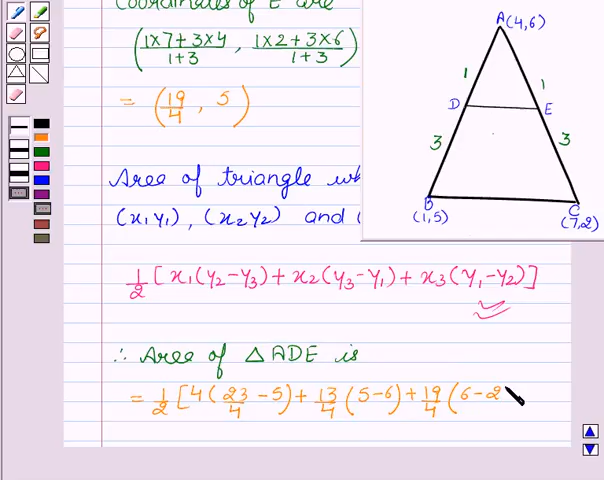 Coordinates of E are
(1×7+3×4/1+3 , 1×2+3×6/1+3)
= (19/4 , 5)
Area of triangle
(x1y1), (x2y2) and (
1/2 [x1(y2-y3)+x2(y3-y1)+x3(y1-y2)]
∴ Area of △ADE is
= 1/2 [4(23/4 -5)+13/4(5-6)+19/4(6-2
A(4,6)
1
1
D
E
3
3
B
(1,5)
C
(7,2)